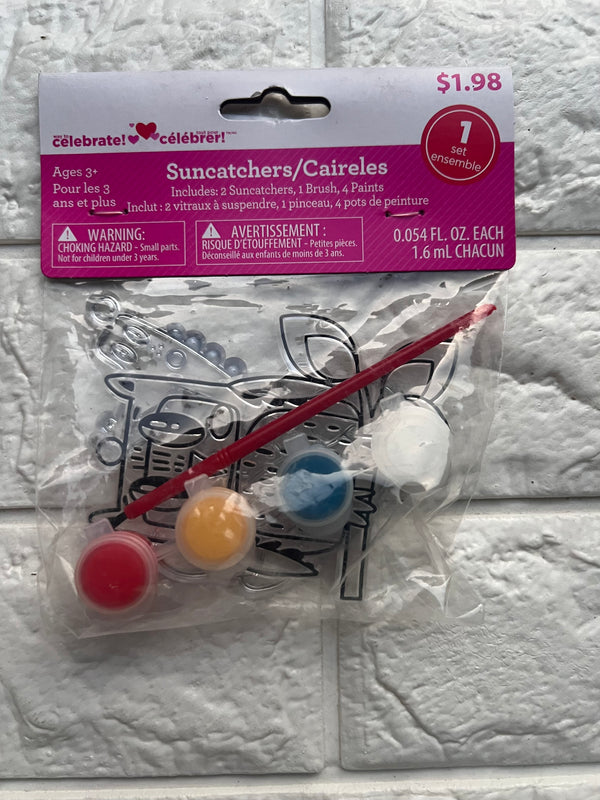 $1.98
way to celebrate!
célébrer!
1
set
ensemble
Ages 3+
Pour les 3
ans et plus
Suncatchers/Caireles
Includes: 2 Suncatchers, 1 Brush, 4 Paints
Inclut : 2 vitraux à suspendre, 1 pinceau, 4 pots de peinture
WARNING:
CHOKING HAZARD - Small parts.
Not for children under 3 years.
AVERTISSEMENT :
RISQUE D'ÉTOUFFEMENT - Petites pièces.
Déconseillé aux enfants de moins de 3 ans.
0.054 FL. OZ. EACH
1.6 mL CHACUN